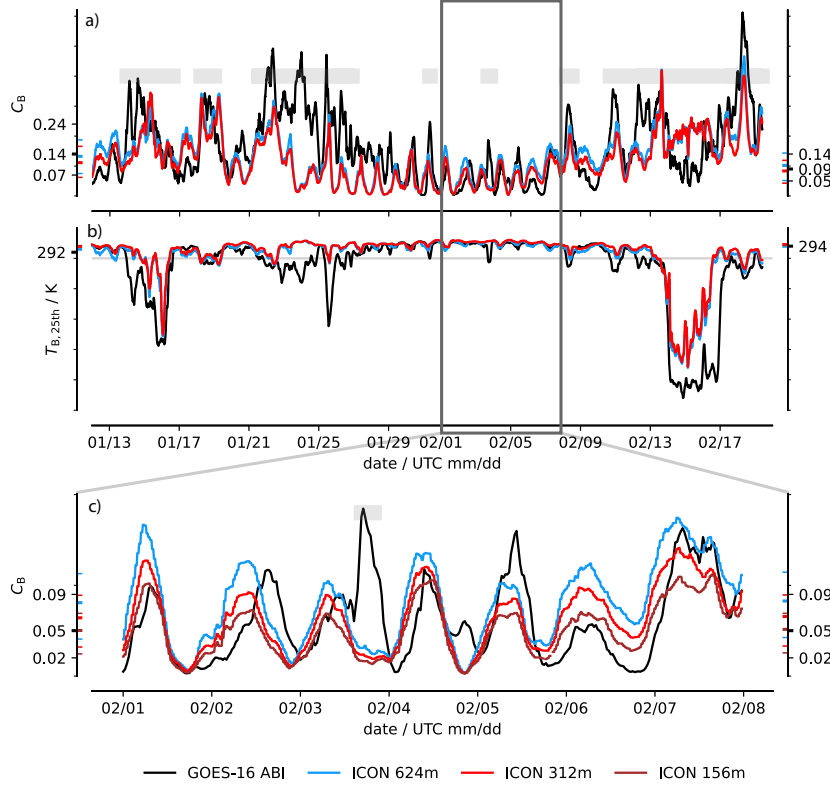 a)
C_B
0.24
0.14
0.07
0.14
0.09
0.05
b)
292
294
T_B, 25th / K
01/13 01/17 01/21 01/25 01/29 02/01 02/05 02/09 02/13 02/17
date / UTC mm/dd
c)
C_B
0.09
0.05
0.02
0.09
0.05
0.02
02/01 02/02 02/03 02/04 02/05 02/06 02/07 02/08
date / UTC mm/dd
GOES-16 ABI ICON 624m ICON 312m ICON 156m